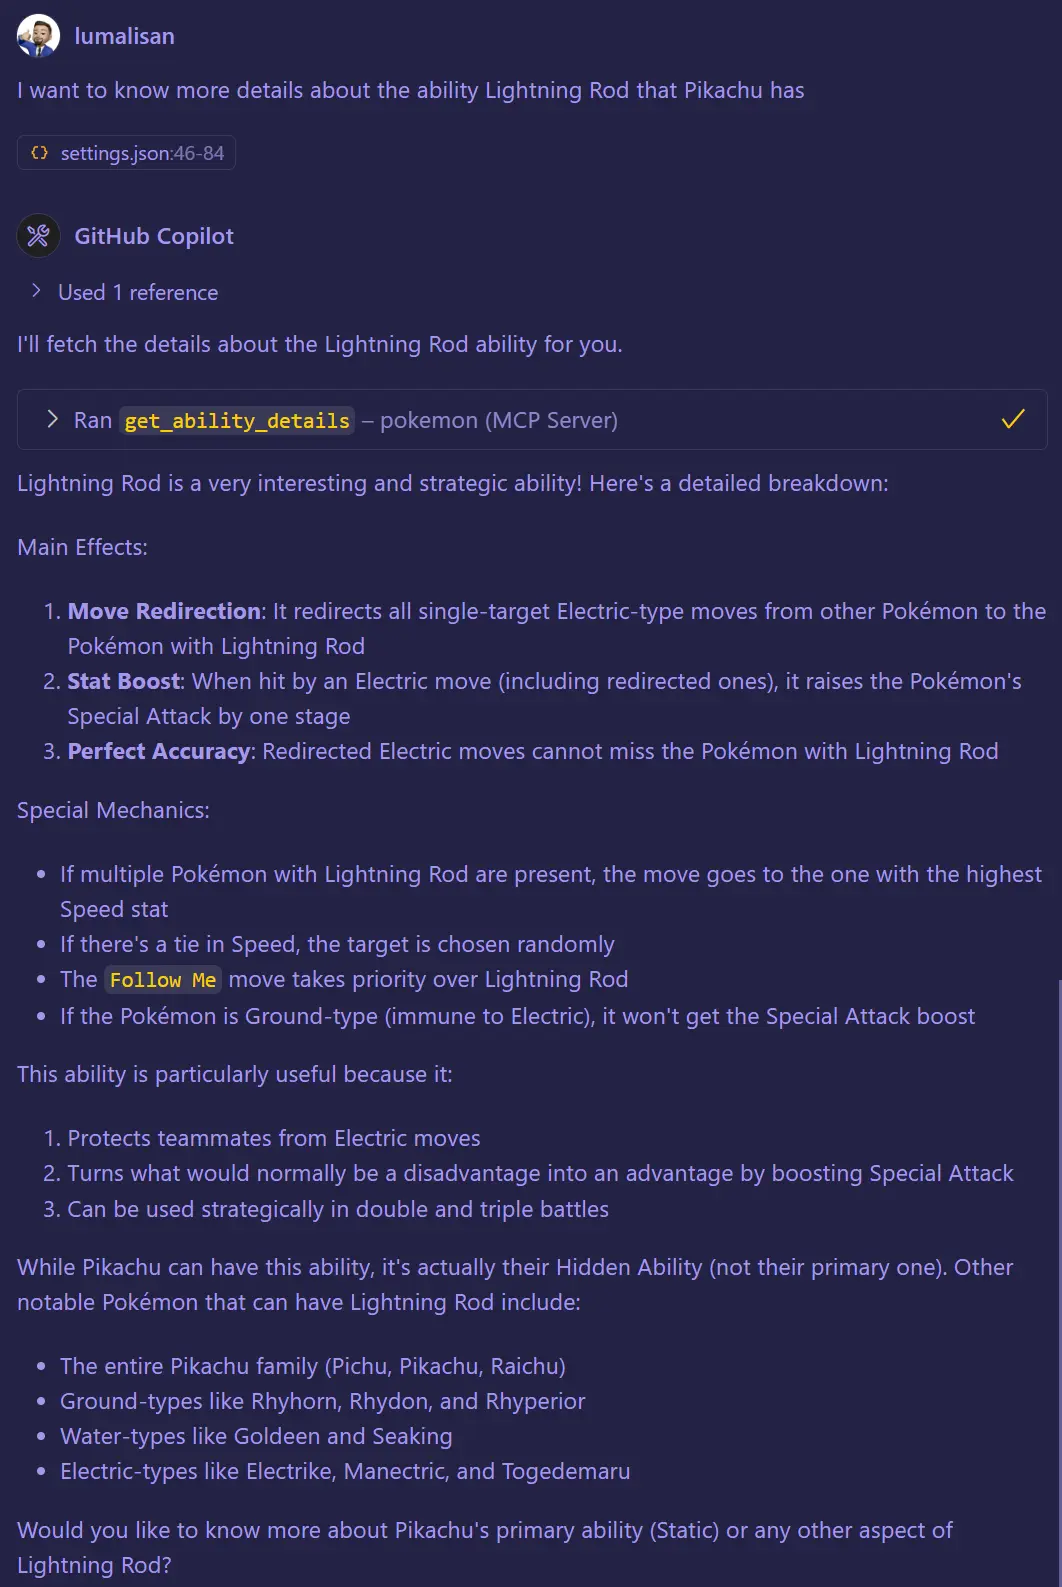 lumalisan
I want to know more details about the ability Lightning Rod that Pikachu has
{} settings.json:46-84
GitHub Copilot
Used 1 reference
I'll fetch the details about the Lightning Rod ability for you.
Ran get_ability_details – pokemon (MCP Server)
Lightning Rod is a very interesting and strategic ability! Here's a detailed breakdown:
Main Effects:
1. Move Redirection: It redirects all single-target Electric-type moves from other Pokémon to the
Pokémon with Lightning Rod
2. Stat Boost: When hit by an Electric move (including redirected ones), it raises the Pokémon's
Special Attack by one stage
3. Perfect Accuracy: Redirected Electric moves cannot miss the Pokémon with Lightning Rod
Special Mechanics:
• If multiple Pokémon with Lightning Rod are present, the move goes to the one with the highest
Speed stat
• If there's a tie in Speed, the target is chosen randomly
• The Follow Me move takes priority over Lightning Rod
• If the Pokémon is Ground-type (immune to Electric), it won't get the Special Attack boost
This ability is particularly useful because it:
1. Protects teammates from Electric moves
2. Turns what would normally be a disadvantage into an advantage by boosting Special Attack
3. Can be used strategically in double and triple battles
While Pikachu can have this ability, it's actually their Hidden Ability (not their primary one). Other
notable Pokémon that can have Lightning Rod include:
• The entire Pikachu family (Pichu, Pikachu, Raichu)
• Ground-types like Rhyhorn, Rhydon, and Rhyperior
• Water-types like Goldeen and Seaking
• Electric-types like Electrike, Manectric, and Togedemaru
Would you like to know more about Pikachu's primary ability (Static) or any other aspect of
Lightning Rod?